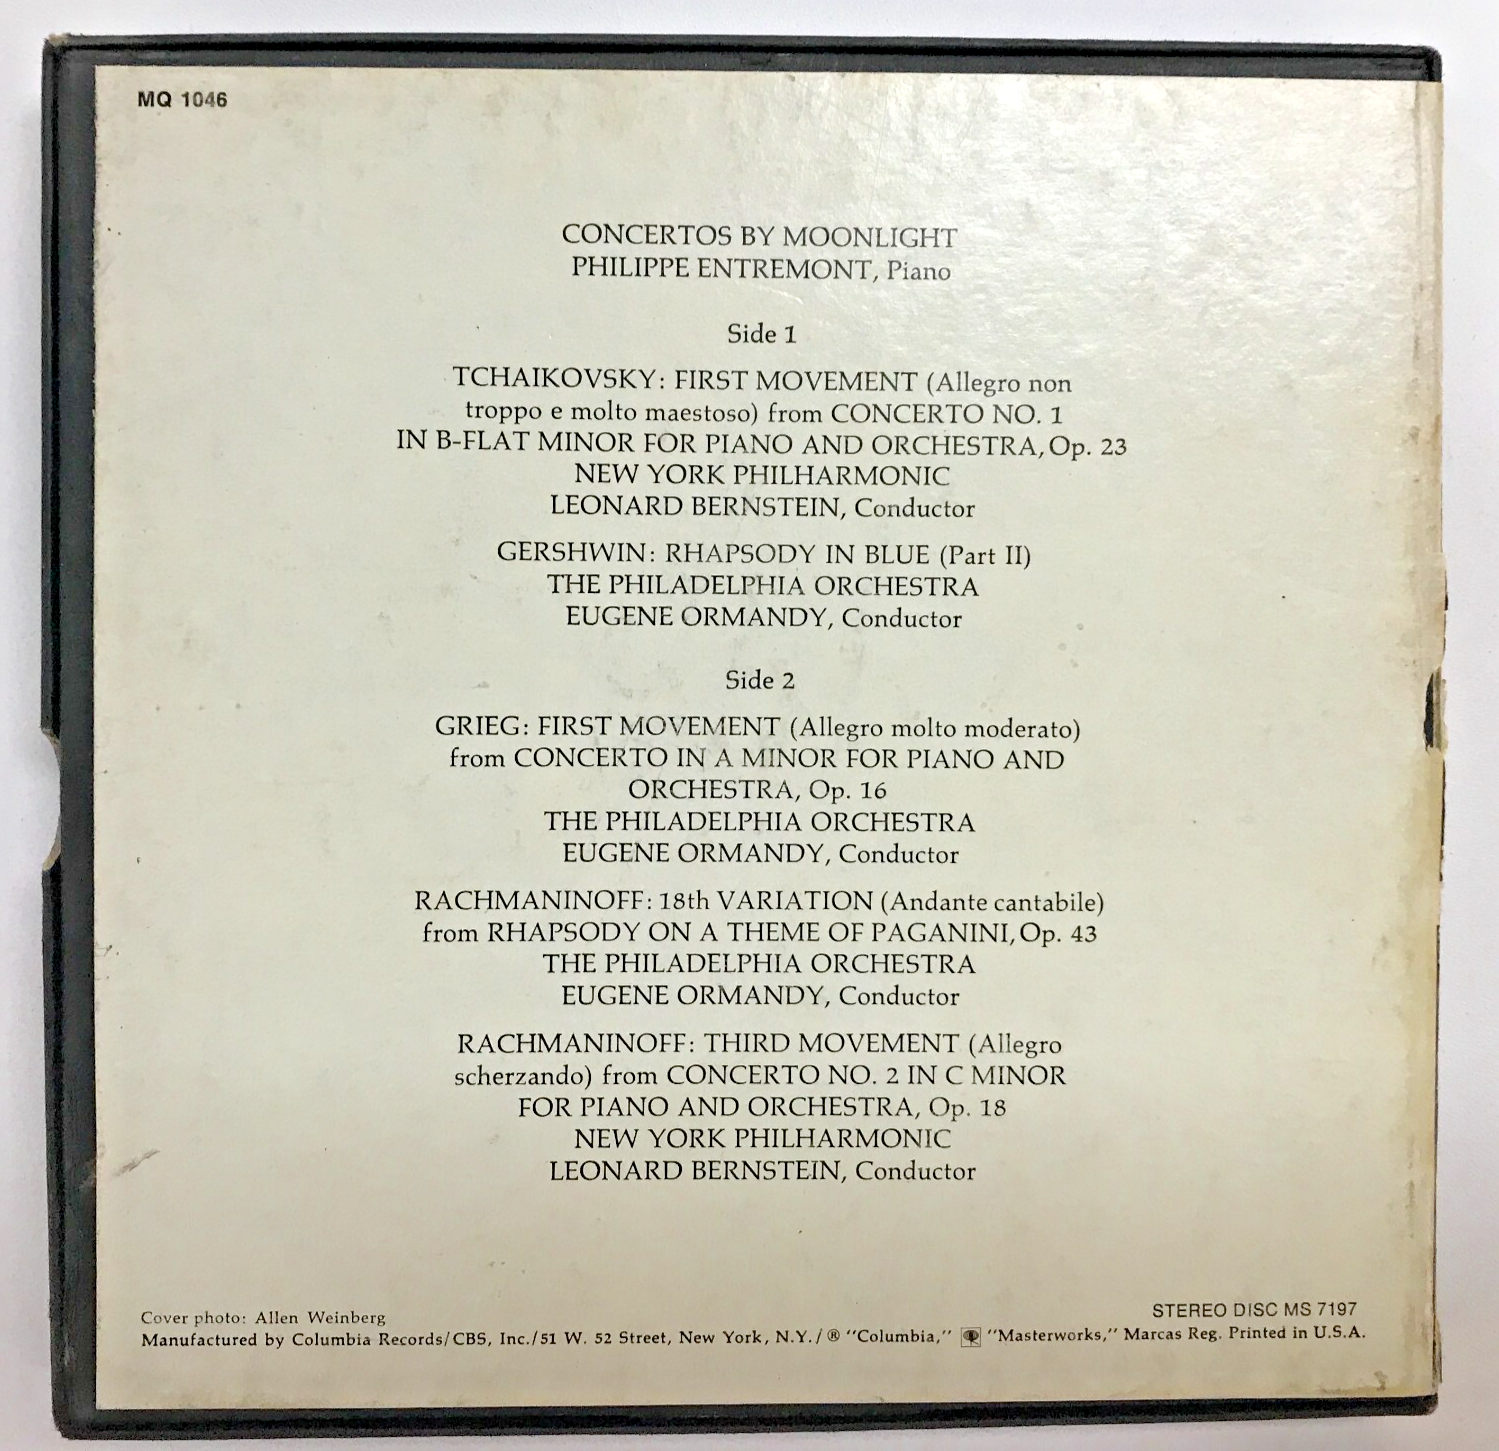 MQ 1046
CONCERTOS BY MOONLIGHT
PHILIPPE ENTREMONT, Piano
Side 1
TCHAIKOVSKY: FIRST MOVEMENT (Allegro non
troppo e molto maestoso) from CONCERTO NO. 1
IN B-FLAT MINOR FOR PIANO AND ORCHESTRA, Op. 23
NEW YORK PHILHARMONIC
LEONARD BERNSTEIN, Conductor
GERSHWIN: RHAPSODY IN BLUE (Part II)
THE PHILADELPHIA ORCHESTRA
EUGENE ORMANDY, Conductor
Side 2
GRIEG: FIRST MOVEMENT (Allegro molto moderato)
from CONCERTO IN A MINOR FOR PIANO AND
ORCHESTRA, Op. 16
THE PHILADELPHIA ORCHESTRA
EUGENE ORMANDY, Conductor
RACHMANINOFF: 18th VARIATION (Andante cantabile)
from RHAPSODY ON A THEME OF PAGANINI, Op. 43
THE PHILADELPHIA ORCHESTRA
EUGENE ORMANDY, Conductor
RACHMANINOFF: THIRD MOVEMENT (Allegro
scherzando) from CONCERTO NO. 2 IN C MINOR
FOR PIANO AND ORCHESTRA, Op. 18
NEW YORK PHILHARMONIC
LEONARD BERNSTEIN, Conductor
Cover photo: Allen Weinberg
STEREO DISC MS 7197
Manufactured by Columbia Records/CBS, Inc./51 W. 52 Street, New York, N.Y./® "Columbia," "Masterworks," Marcas Reg. Printed in U.S.A.